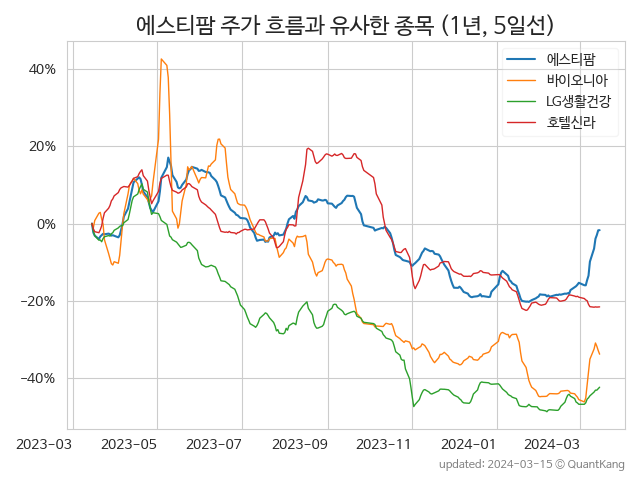 에스티팜 주가 흐름과 유사한 종목 (1년, 5일선)
에스티팜
바이오니아
LG생활건강
호텔신라
40%
20%
0%
−20%
−40%
2023−03
2023−05
2023−07
2023−09
2023−11
2024−01
2024−03
updated: 2024-03-15 © QuantKang